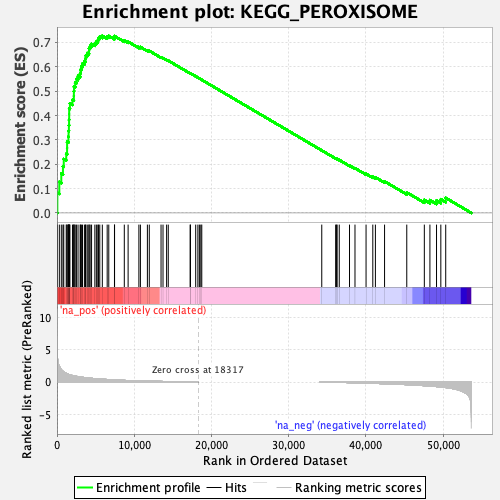 Enrichment plot: KEGG_PEROXISOME
Enrichment score (ES)
0.7
0.6
0.5
0.4
0.3
0.2
0.1
0.0
'na_pos' (positively correlated)
Ranked list metric (PreRanked)
10
5
0
-5
Zero cross at 18317
'na_neg' (negatively correlated)
0 10,000 20,000 30,000 40,000 50,000
Rank in Ordered Dataset
Enrichment profile Hits Ranking metric scores